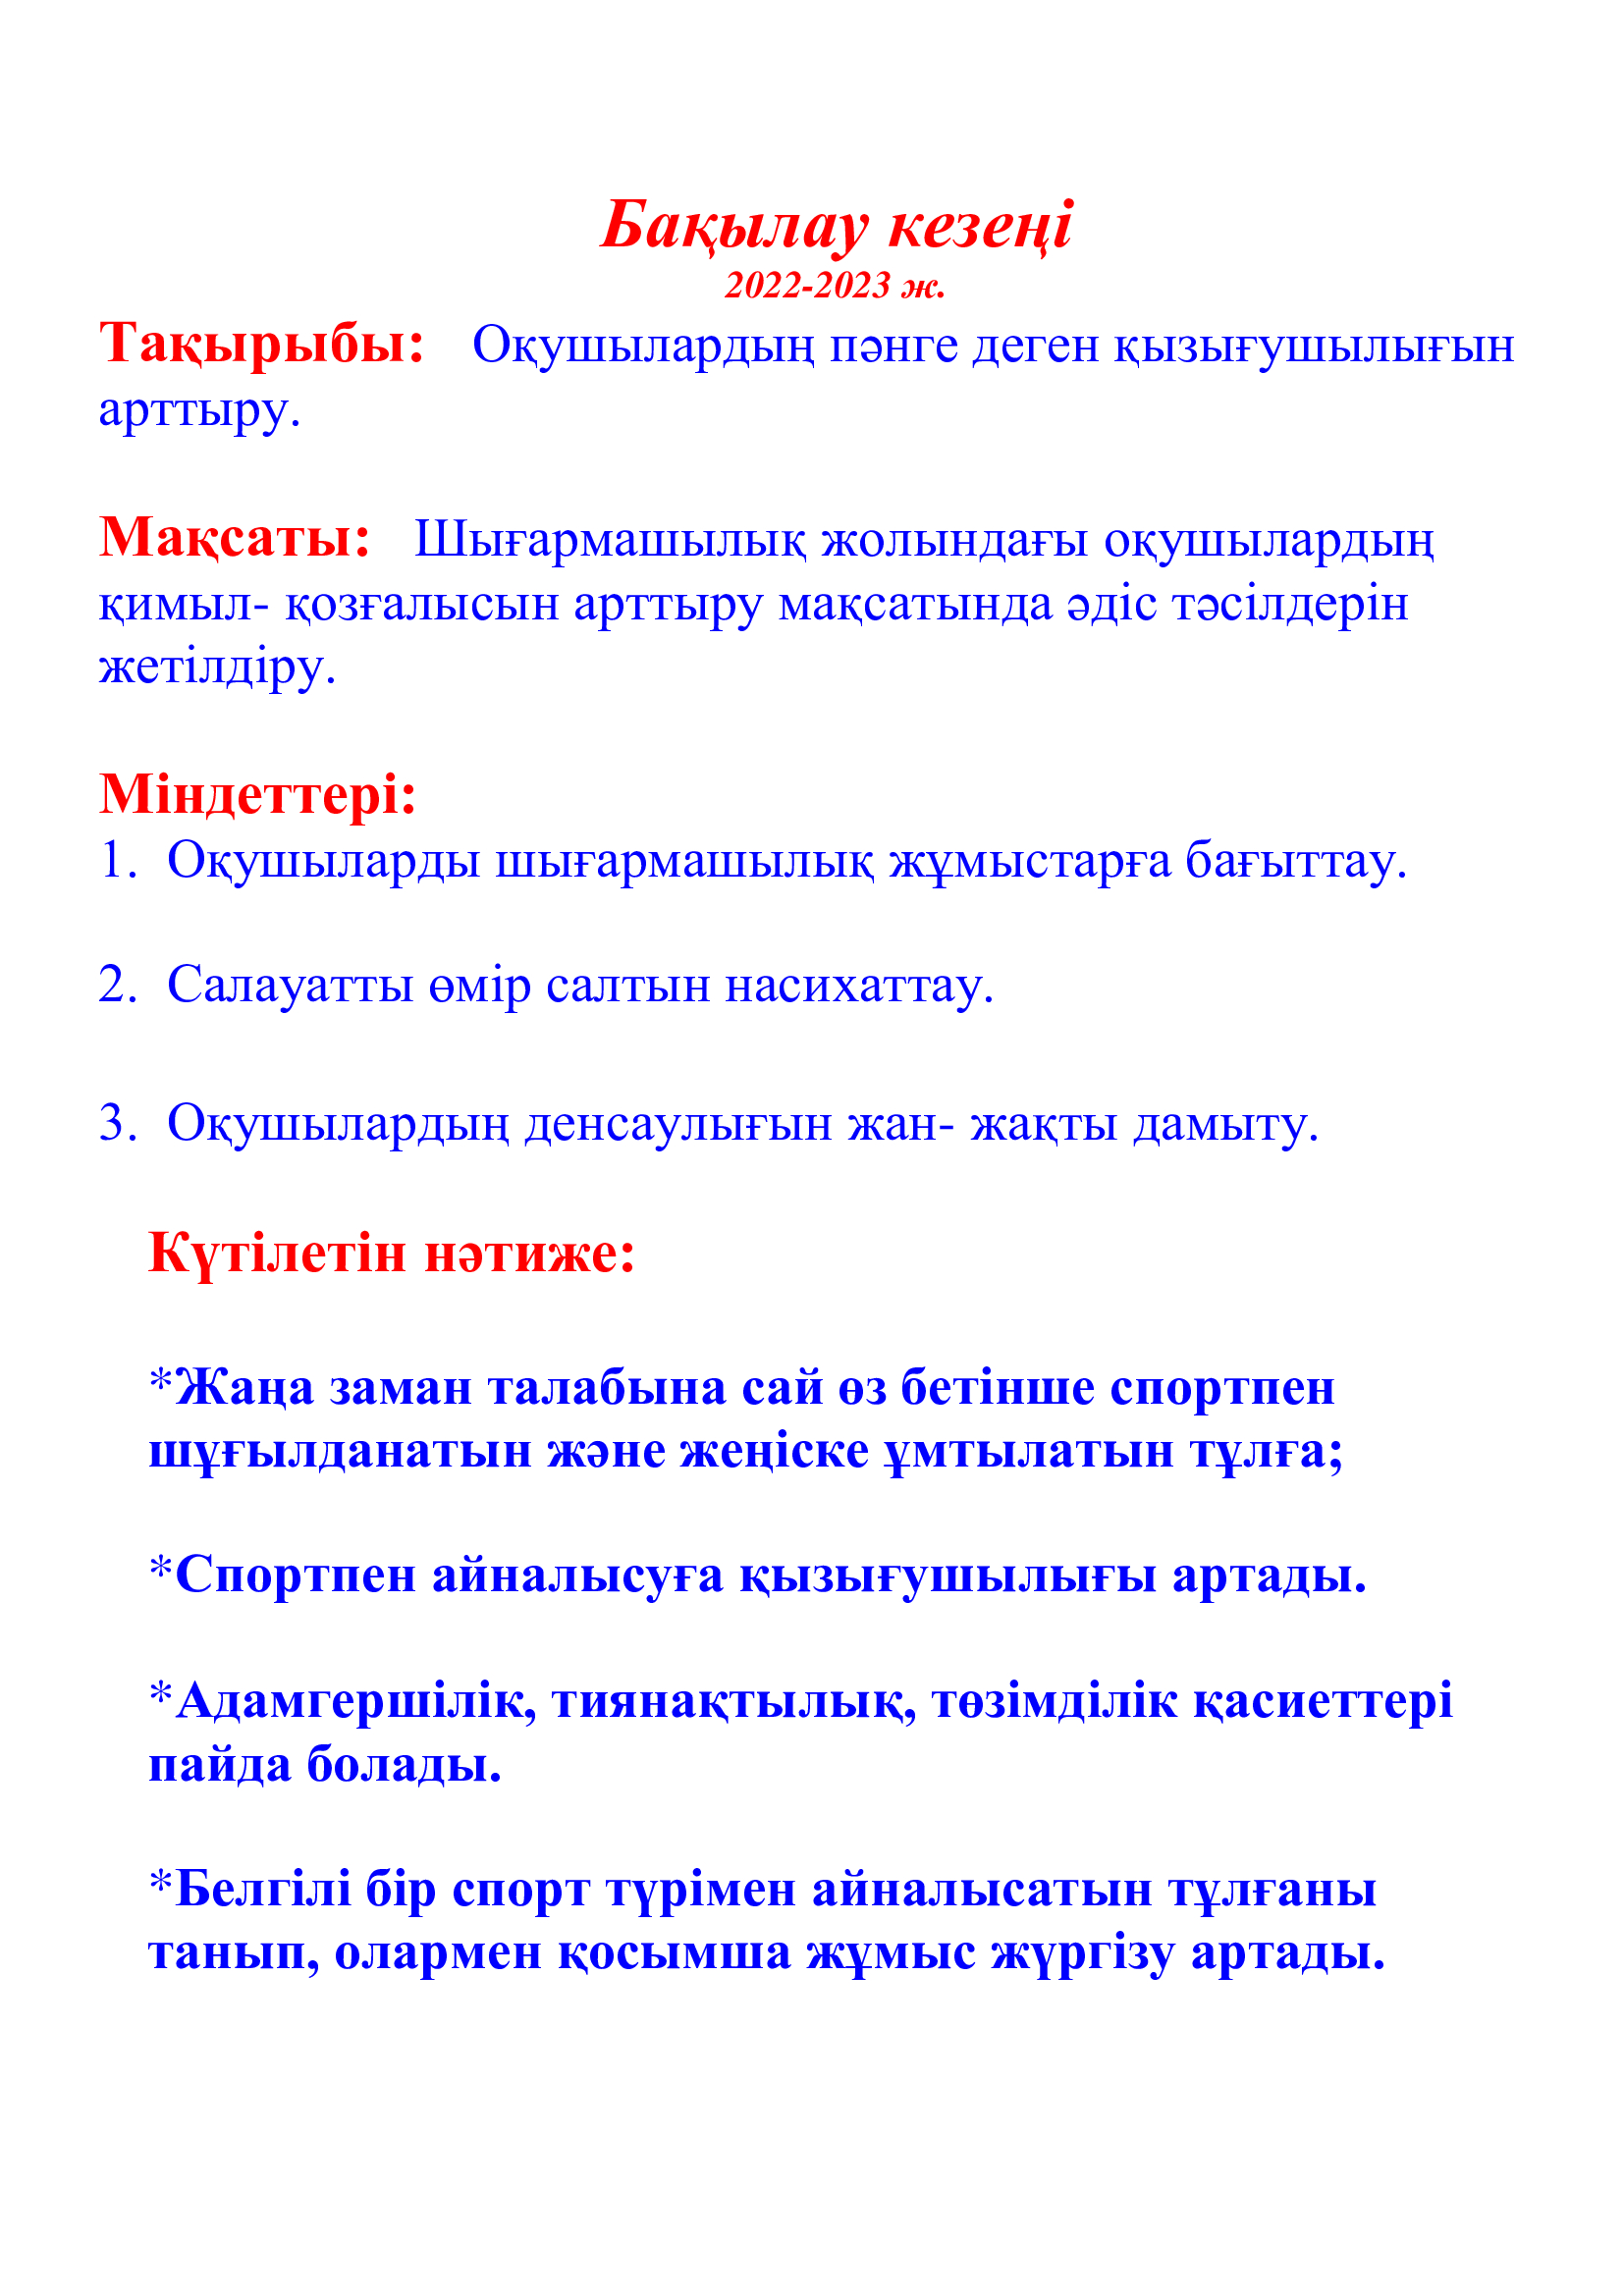 Бақылау кезеңі
2022-2023 ж.
Тақырыбы: Оқушылардың пәнге деген қызығушылығын
арттыру.
Мақсаты: Шығармашылық жолындағы оқушылардың
қимыл- қозғалысын арттыру мақсатында әдіс тәсілдерін
жетілдіру.
Міндеттері:
1. Оқушыларды шығармашылық жұмыстарға бағыттау.
2. Салауатты өмір салтын насихаттау.
3. Оқушылардың денсаулығын жан- жақты дамыту.
Күтілетін нәтиже:
*Жаңа заман талабына сай өз бетінше спортпен
шұғылданатын және жеңіске ұмтылатын тұлға;
*Спортпен айналысуға қызығушылығы артады.
*Адамгершілік, тиянақтылық, төзімділік қасиеттері
пайда болады.
*Белгілі бір спорт түрімен айналысатын тұлғаны
танып, олармен қосымша жұмыс жүргізу артады.